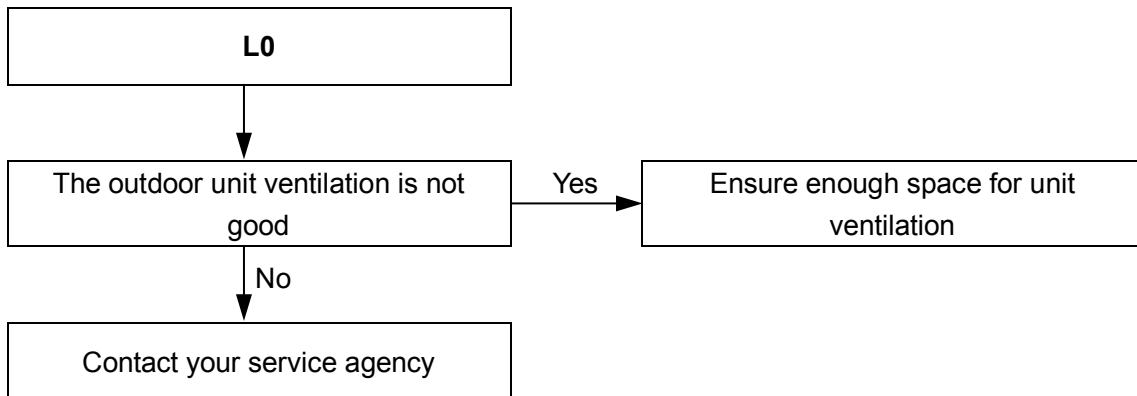 L0
The outdoor unit ventilation is not
good
Yes
Ensure enough space for unit
ventilation
No
Contact your service agency